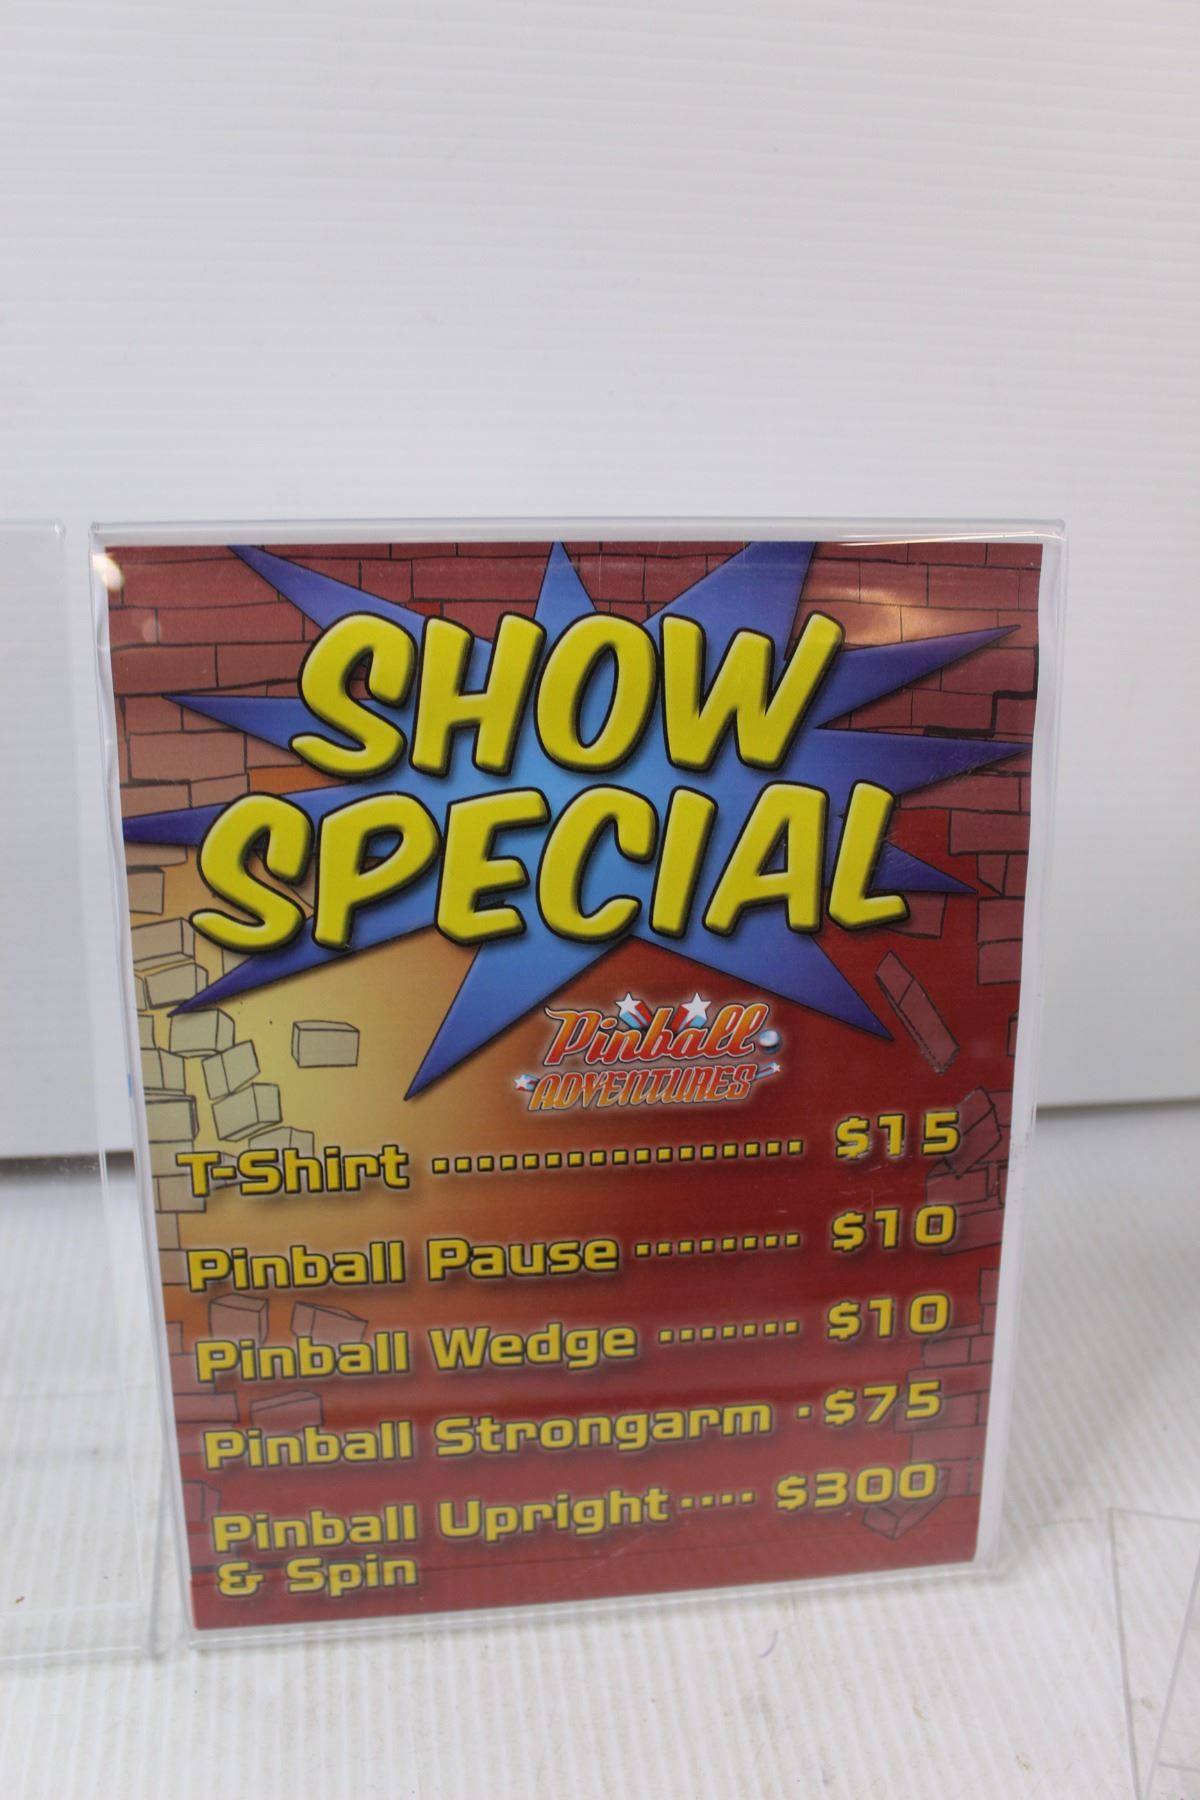 SHOW
SPECIAL
Pinball
ADVENTURES
T-Shirt ................. $15
Pinball Pause ........ $10
Pinball Wedge ....... $10
Pinball Strongarm . $75
Pinball Upright .... $300
& Spin